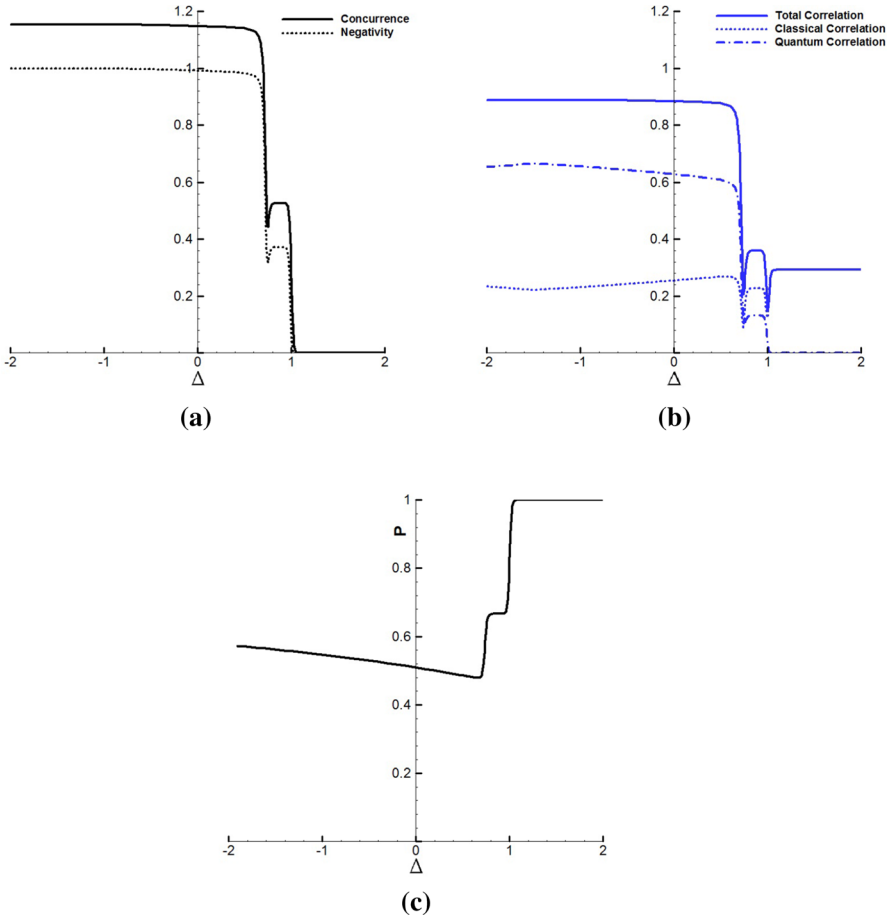 1.2
1
0.8
0.6
0.4
0.2
-2 -1 0 1 2
Δ
Concurrence
Negativity
(a)
1.2
1
0.8
0.6
0.4
0.2
-2 -1 0 1 2
Δ
Total Correlation
Classical Correlation
Quantum Correlation
(b)
1
P
0.8
0.6
0.4
0.2
-2 -1 0 1 2
Δ
(c)